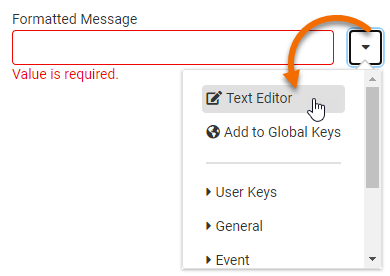 Formatted Message
Value is required.
Text Editor
Add to Global Keys
User Keys
General
Event